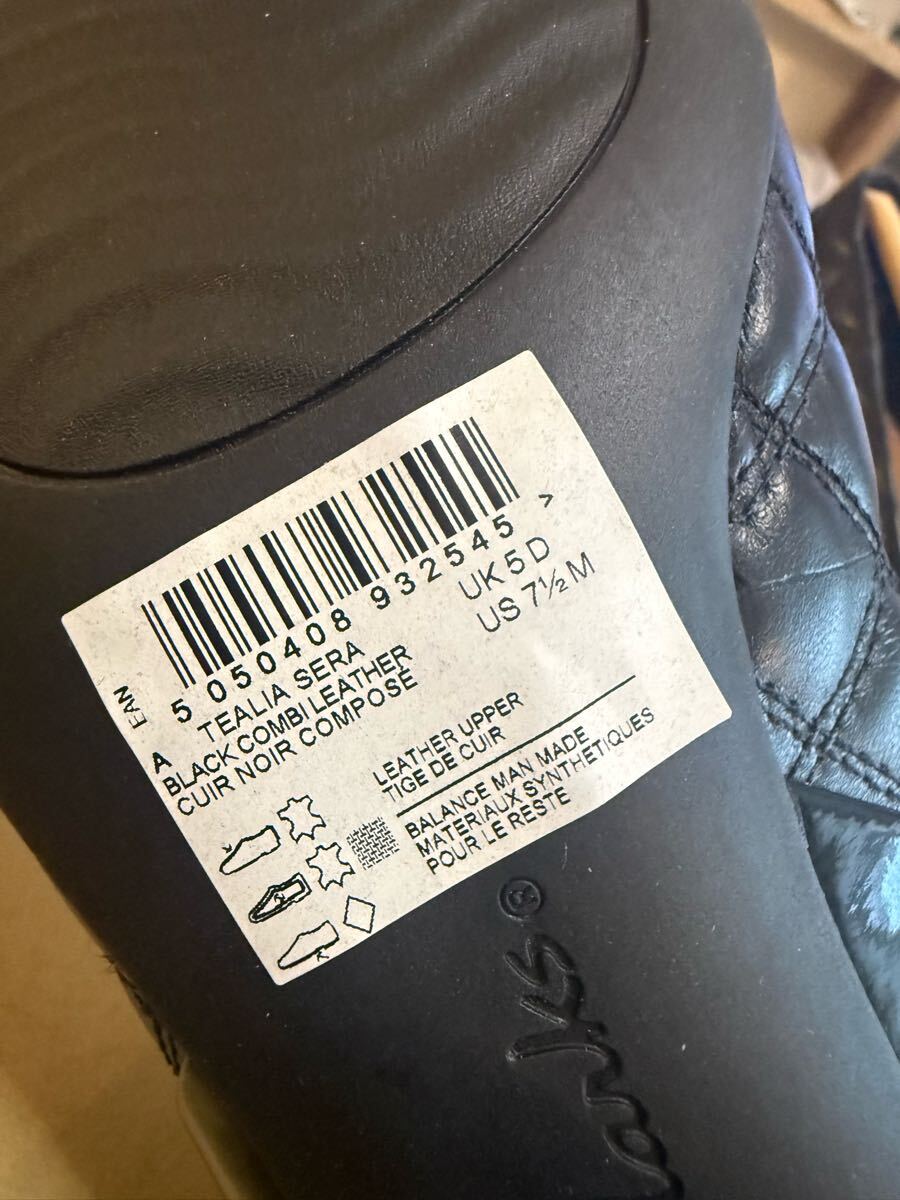 5 050408 932545 >
EAN
UK 5 D
US 7½ M
A TEALIA SERA
BLACK COMBI LEATHER
CUIR NOIR COMPOSE
LEATHER UPPER
TIGE DE CUIR
BALANCE MAN MADE
MATERIAUX SYNTHETIQUES
POUR LE RESTE
arks®